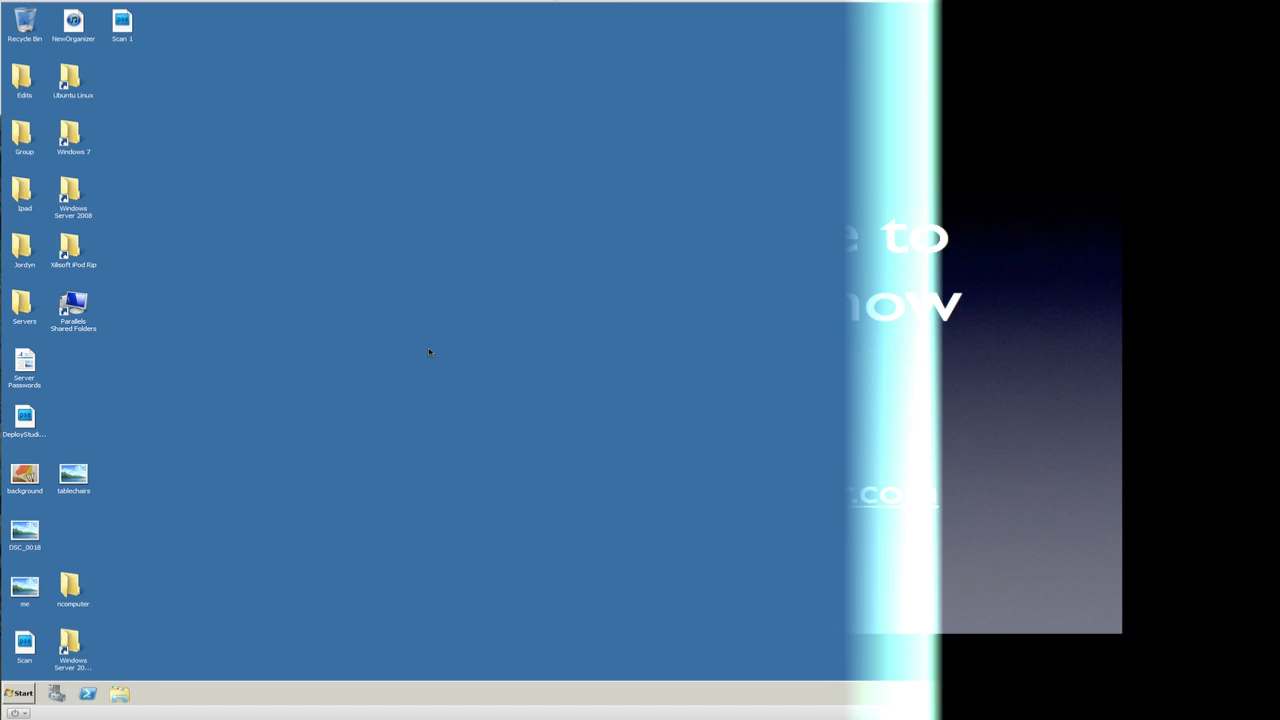 Recycle Bin
NewOrganizer
Scan 1
Edits
Ubuntu Linux
Group
Windows 7
Ipad
Windows
Server 2008
Jordyn
Xilisoft iPod Rip
Servers
Parallels
Shared Folders
Server
Passwords
DeployStudi...
background
tablechairs
DSC_0018
me
ncomputer
Scan
Windows
Server 20...
Start
to
now
.com